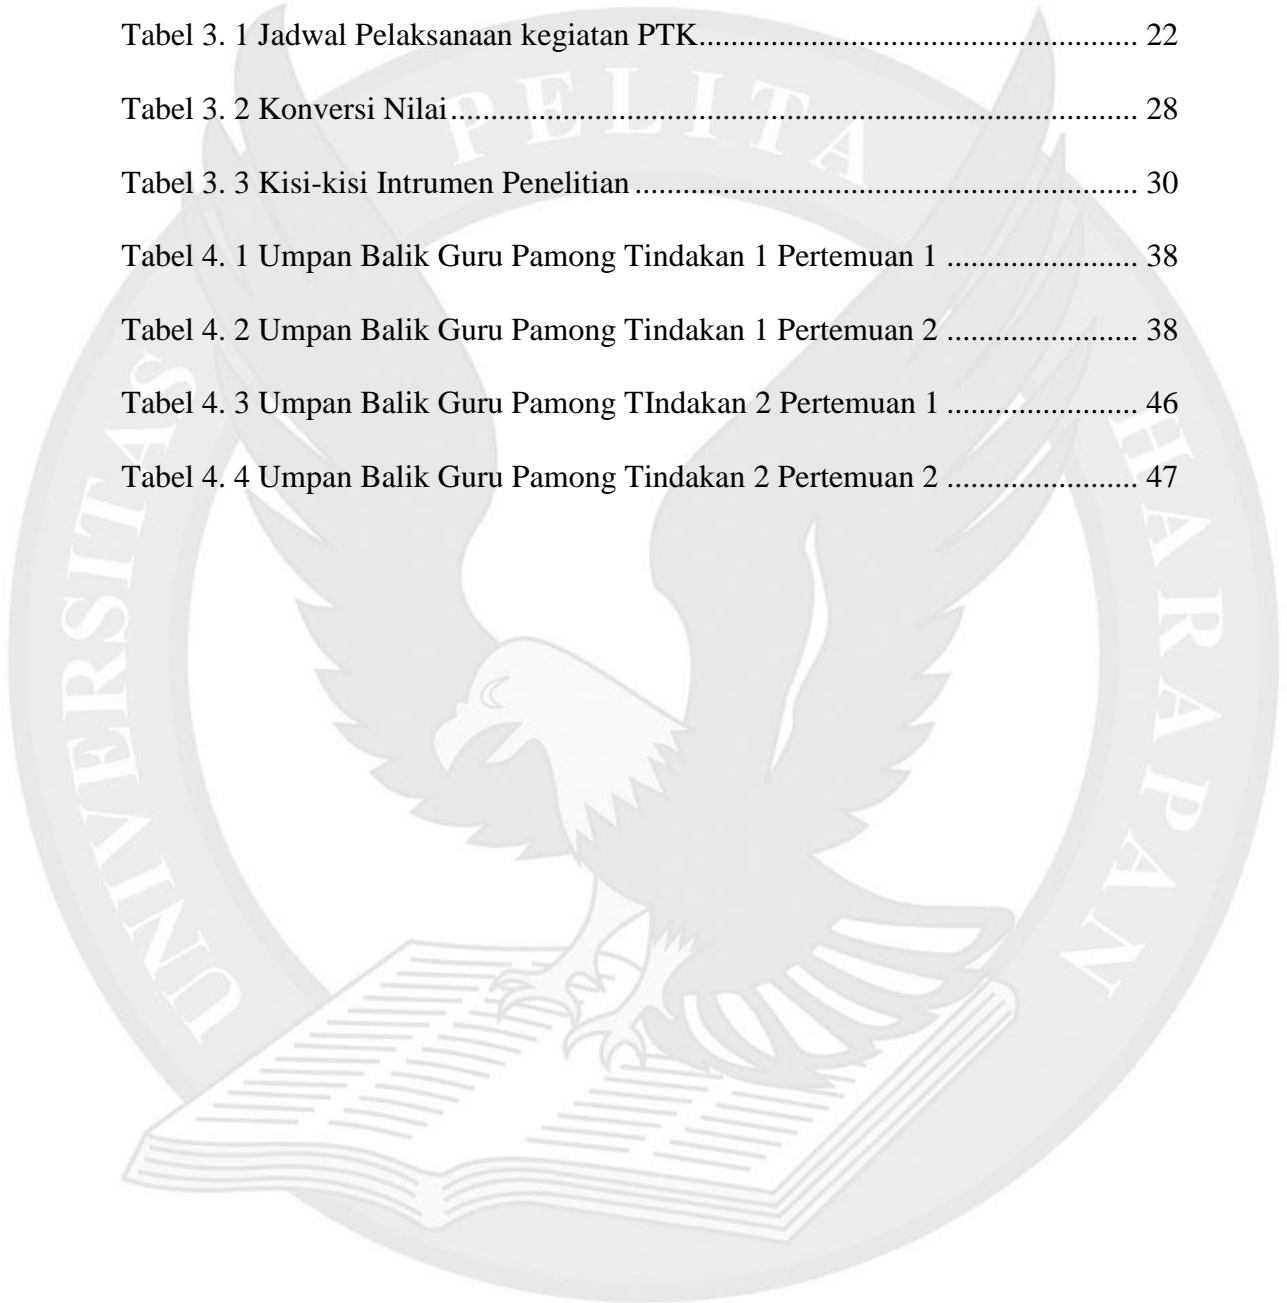 Tabel 3. 1 Jadwal Pelaksanaan kegiatan PTK.................................................................... 22
Tabel 3. 2 Konversi Nilai........................................................................................................... 28
Tabel 3. 3 Kisi-kisi Intrumen Penelitian.............................................................................. 30
Tabel 4. 1 Umpan Balik Guru Pamong Tindakan 1 Pertemuan 1 ........................ 38
Tabel 4. 2 Umpan Balik Guru Pamong Tindakan 1 Pertemuan 2 ........................ 38
Tabel 4. 3 Umpan Balik Guru Pamong TIndakan 2 Pertemuan 1 ........................ 46
Tabel 4. 4 Umpan Balik Guru Pamong Tindakan 2 Pertemuan 2 ........................ 47
UNIVERSITAS PELITA HARAPAN